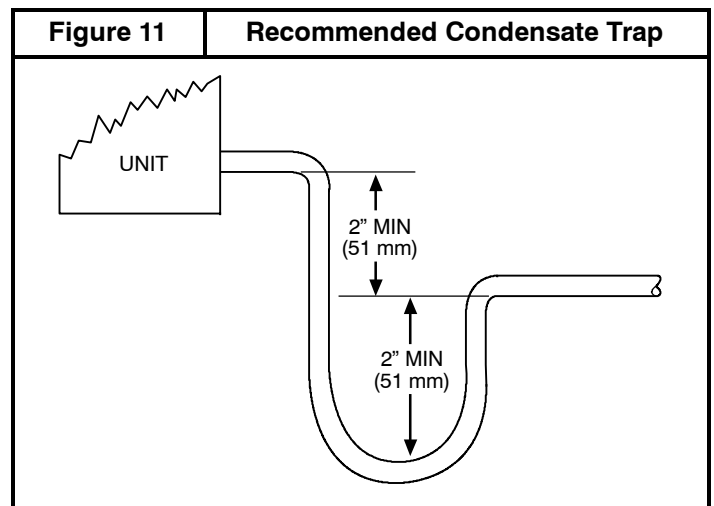 Figure 11
Recommended Condensate Trap
UNIT
2” MIN
(51 mm)
2” MIN
(51 mm)